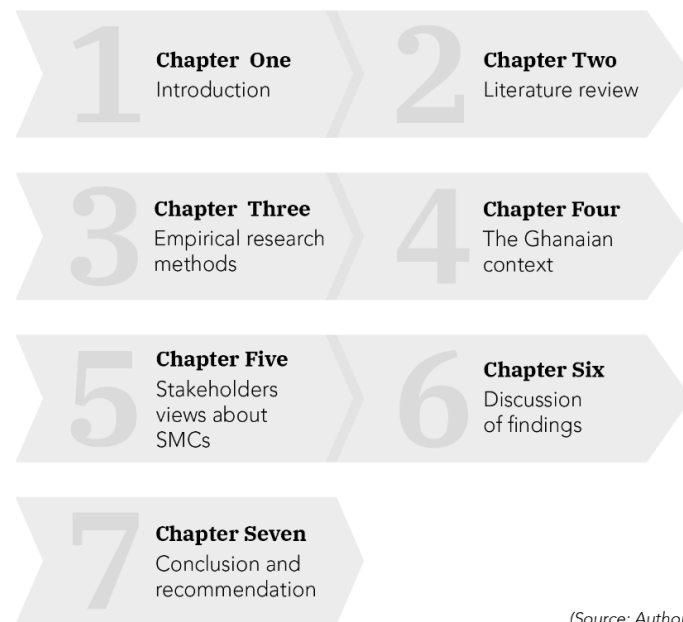 1
Chapter One
Introduction
2
Chapter Two
Literature review
3
Chapter Three
Empirical research
methods
4
Chapter Four
The Ghanaian
context
5
Chapter Five
Stakeholders
views about
SMCs
6
Chapter Six
Discussion
of findings
7
Chapter Seven
Conclusion and
recommendation
(Source: Author